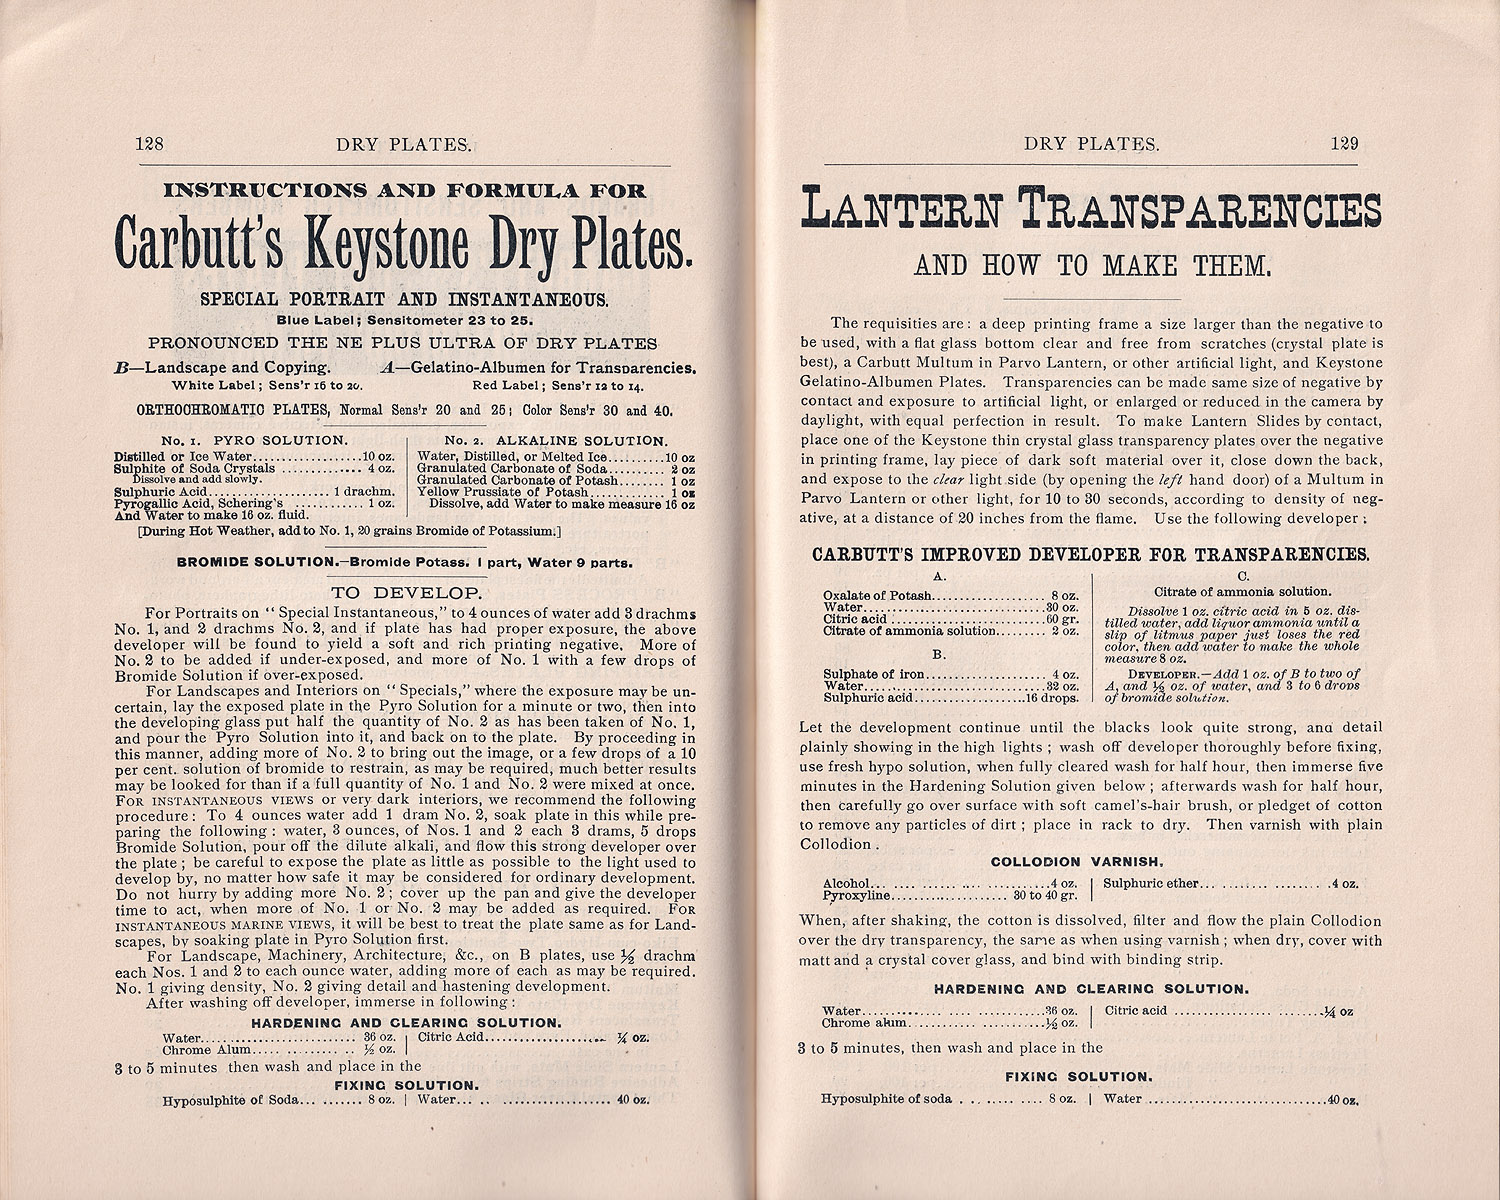 128
DRY PLATES.
INSTRUCTIONS AND FORMULA FOR
Carbutt's Keystone Dry Plates.
SPECIAL PORTRAIT AND INSTANTANEOUS.
Blue Label; Sensitometer 23 to 25.
PRONOUNCED THE NE PLUS ULTRA OF DRY PLATES
B—Landscape and Copying. A—Gelatino-Albumen for Transparencies.
White Label; Sens'r 16 to 20. Red Label; Sens'r 12 to 14.
ORTHOCHROMATIC PLATES, Normal Sens'r 20 and 25; Color Sens'r 30 and 40.
No. 1. PYRO SOLUTION.
Distilled or Ice Water..................10 oz.
Sulphite of Soda Crystals ............... 4 oz.
Dissolve and add slowly.
Sulphuric Acid.................... 1 drachm.
Pyrogallic Acid, Schering's ............ 1 oz.
And Water to make 16 oz. fluid.
No. 2. ALKALINE SOLUTION.
Water, Distilled, or Melted Ice..........10 oz
Granulated Carbonate of Soda.......... 2 oz
Granulated Carbonate of Potash........ 1 oz
Yellow Prussiate of Potash............. 1 oz
Dissolve, add Water to make measure 16 oz
[During Hot Weather, add to No. 1, 20 grains Bromide of Potassium.]
BROMIDE SOLUTION.—Bromide Potass. 1 part, Water 9 parts.
TO DEVELOP.
For Portraits on "Special Instantaneous," to 4 ounces of water add 3 drachms
No. 1, and 2 drachms No. 2, and if plate has had proper exposure, the above
developer will be found to yield a soft and rich printing negative. More of
No. 2 to be added if under-exposed, and more of No. 1 with a few drops of
Bromide Solution if over-exposed.
For Landscapes and Interiors on "Specials," where the exposure may be un-
certain, lay the exposed plate in the Pyro Solution for a minute or two, then into
the developing glass put half the quantity of No. 2 as has been taken of No. 1,
and pour the Pyro Solution into it, and back on to the plate. By proceeding in
this manner, adding more of No. 2 to bring out the image, or a few drops of a 10
per cent. solution of bromide to restrain, as may be required, much better results
may be looked for than if a full quantity of No. 1 and No. 2 were mixed at once.
FOR INSTANTANEOUS VIEWS or very dark interiors, we recommend the following
procedure: To 4 ounces water add 1 dram No. 2, soak plate in this while pre-
paring the following: water, 3 ounces, of Nos. 1 and 2 each 3 drams, 5 drops
Bromide Solution, pour off the dilute alkali, and flow this strong developer over
the plate; be careful to expose the plate as little as possible to the light used to
develop by, no matter how safe it may be considered for ordinary development.
Do not hurry by adding more No. 2; cover up the pan and give the developer
time to act, when more of No. 1 or No. 2 may be added as required. FOR
INSTANTANEOUS MARINE VIEWS, it will be best to treat the plate same as for Land-
scapes, by soaking plate in Pyro Solution first.
For Landscape, Machinery, Architecture, &c., on B plates, use ½ drachm
each Nos. 1 and 2 to each ounce water, adding more of each as may be required.
No. 1 giving density, No. 2 giving detail and hastening development.
After washing off developer, immerse in following:
HARDENING AND CLEARING SOLUTION.
Water............................ 36 oz. | Citric Acid..................... ¼ oz.
Chrome Alum..... ........... .. ½ oz. |
3 to 5 minutes then wash and place in the
FIXING SOLUTION.
Hyposulphite of Soda... ....... 8 oz. | Water... .. ................... 40 oz.
DRY PLATES.
129
LANTERN TRANSPARENCIES
AND HOW TO MAKE THEM.
The requisities are: a deep printing frame a size larger than the negative to
be used, with a flat glass bottom clear and free from scratches (crystal plate is
best), a Carbutt Multum in Parvo Lantern, or other artificial light, and Keystone
Gelatino-Albumen Plates. Transparencies can be made same size of negative by
contact and exposure to artificial light, or enlarged or reduced in the camera by
daylight, with equal perfection in result. To make Lantern Slides by contact,
place one of the Keystone thin crystal glass transparency plates over the negative
in printing frame, lay piece of dark soft material over it, close down the back,
and expose to the clear light side (by opening the left hand door) of a Multum in
Parvo Lantern or other light, for 10 to 30 seconds, according to density of neg-
ative, at a distance of 20 inches from the flame. Use the following developer:
CARBUTT'S IMPROVED DEVELOPER FOR TRANSPARENCIES.
A.
Oxalate of Potash.................... 8 oz.
Water.................................30 oz.
Citric acid ...........................60 gr.
Citrate of ammonia solution......... 2 oz.
B.
Sulphate of iron...................... 4 oz.
Water.................................32 oz.
Sulphuric acid....................16 drops.
C.
Citrate of ammonia solution.
Dissolve 1 oz. citric acid in 5 oz. dis-
tilled water, add liquor ammonia until a
slip of litmus paper just loses the red
color, then add water to make the whole
measure 8 oz.
DEVELOPER.—Add 1 oz. of B to two of
A, and ½ oz. of water, and 3 to 6 drops
of bromide solution.
Let the development continue until the blacks look quite strong, and detail
plainly showing in the high lights; wash off developer thoroughly before fixing,
use fresh hypo solution, when fully cleared wash for half hour, then immerse five
minutes in the Hardening Solution given below; afterwards wash for half hour,
then carefully go over surface with soft camel's-hair brush, or pledget of cotton
to remove any particles of dirt; place in rack to dry. Then varnish with plain
Collodion.
COLLODION VARNISH.
Alcohol... ...... ...... .. ...........4 oz. | Sulphuric ether... ......... ........ .4 oz.
Pyroxyline..................... 30 to 40 gr. |
When, after shaking, the cotton is dissolved, filter and flow the plain Collodion
over the dry transparency, the same as when using varnish; when dry, cover with
mat and a crystal cover glass, and bind with binding strip.
HARDENING AND CLEARING SOLUTION.
Water................. .... ...........36 oz. | Citric acid ........... ........¼ oz
Chrome alum.............. ...........½ oz. |
3 to 5 minutes, then wash and place in the
FIXING SOLUTION.
Hyposulphite of soda . .. ...... .... 8 oz. | Water ................................40 oz.